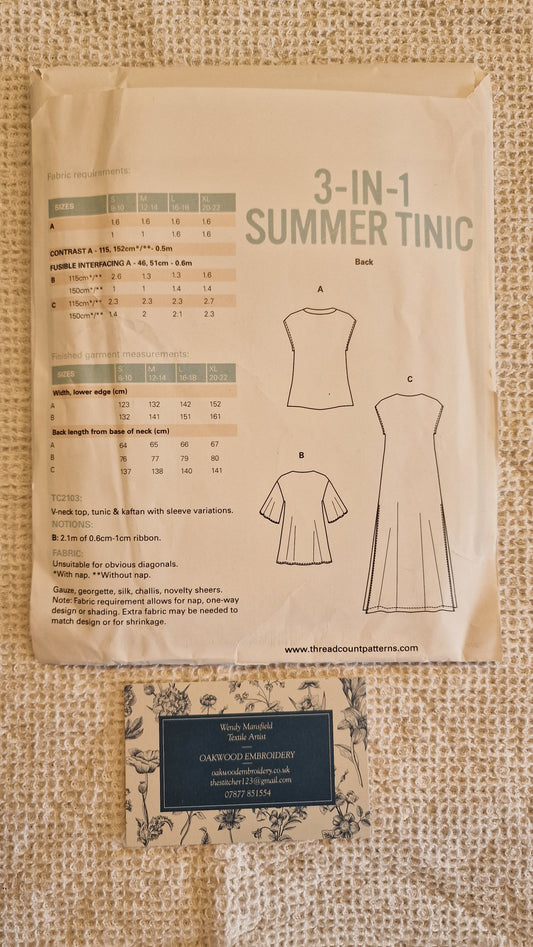 Fabric requirements:
SIZES S 8-10 M 12-14 L 16-18 XL 20-22
A 1.6 1.6 1.6 1.6
1 1 1.6 1.6
CONTRAST A - 115, 152cm*/**- 0.5m
FUSIBLE INTERFACING A - 46, 51cm - 0.6m
B 115cm*/** 2.6 1.3 1.3 1.6
150cm*/** 1 1 1.4 1.4
C 115cm*/** 2.3 2.3 2.3 2.7
150cm*/** 1.4 2 2.1 2.3
Finished garment measurements:
SIZES S 8-10 M 12-14 L 16-18 XL 20-22
Width, lower edge (cm)
A 123 132 142 152
B 132 141 151 161
Back length from base of neck (cm)
A 64 65 66 67
B 76 77 79 80
C 137 138 140 141
TC2103:
V-neck top, tunic & kaftan with sleeve variations.
NOTIONS:
B: 2.1m of 0.6cm-1cm ribbon.
FABRIC:
Unsuitable for obvious diagonals.
*With nap. **Without nap.
Gauze, georgette, silk, challis, novelty sheers.
Note: Fabric requirement allows for nap, one-way
design or shading. Extra fabric may be needed to
match design or for shrinkage.
3-IN-1
SUMMER TINIC
Back
A
B
C
www.threadcountpatterns.com
Wendy Mansfield
Textile Artist
OAKWOOD EMBROIDERY
oakwoodembroidery.co.uk
thestitcher123@gmail.com
07877 851554